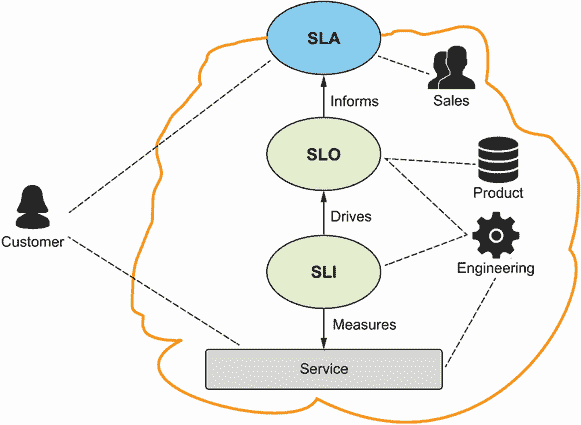 SLA
Informs
Sales
SLO
Product
Drives
Customer
Engineering
SLI
Measures
Service